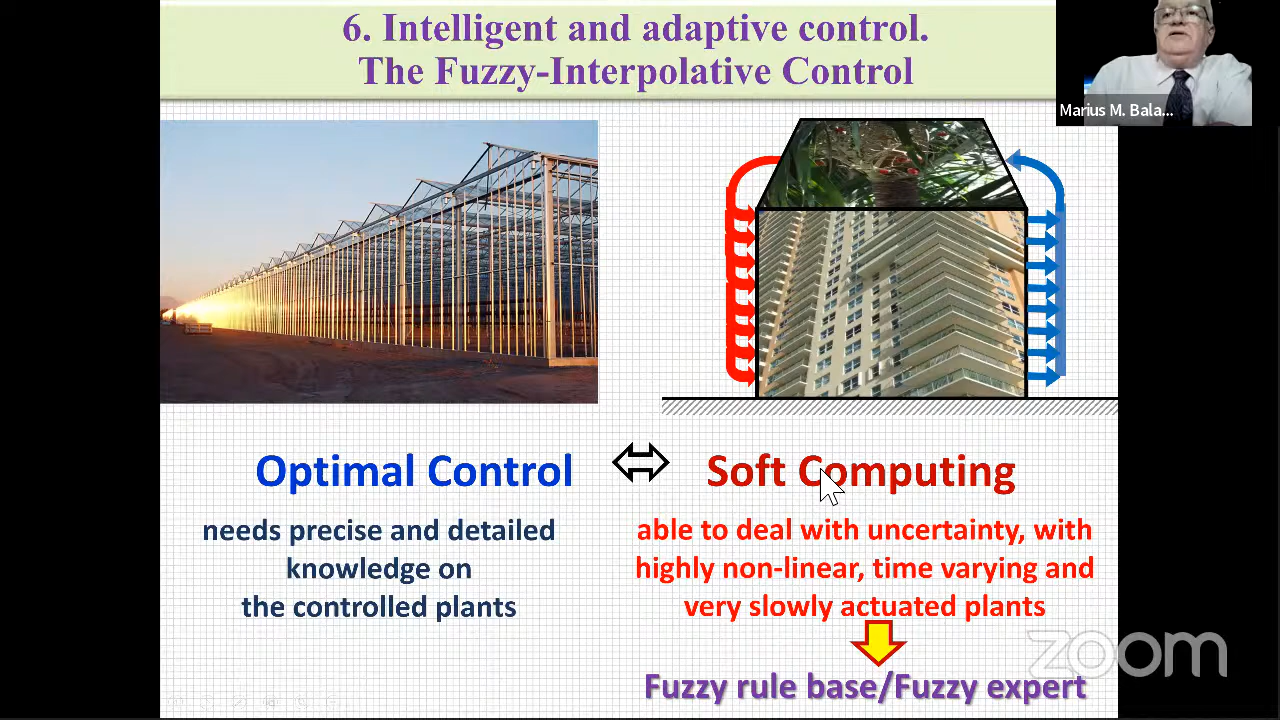 6. Intelligent and adaptive control.
The Fuzzy-Interpolative Control
Marius M. Bala...
Optimal Control
needs precise and detailed
knowledge on
the controlled plants
Soft Computing
able to deal with uncertainty, with
highly non-linear, time varying and
very slowly actuated plants
Fuzzy rule base/Fuzzy expert
zoom